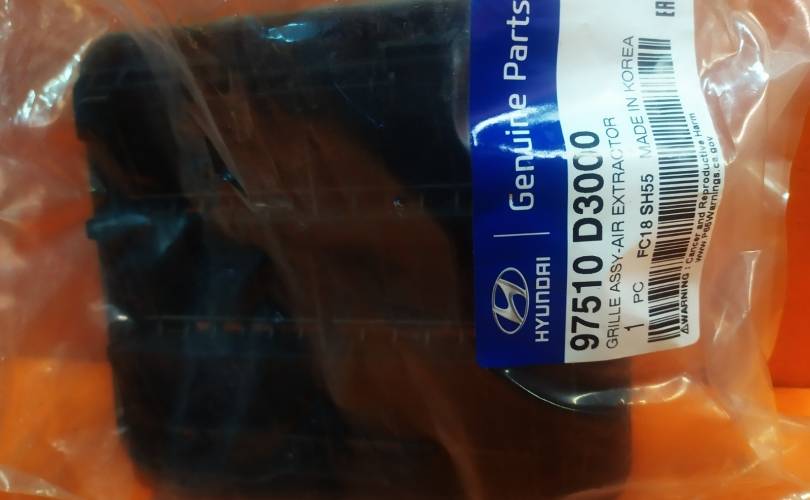 HYUNDAI | Genuine Parts
97510 D3000
GRILLE ASSY-AIR EXTRACTOR
1 PC FC18 SH55 MADE IN KOREA
⚠WARNING : Cancer and Reproductive Harm
www.P65Warnings.ca.gov